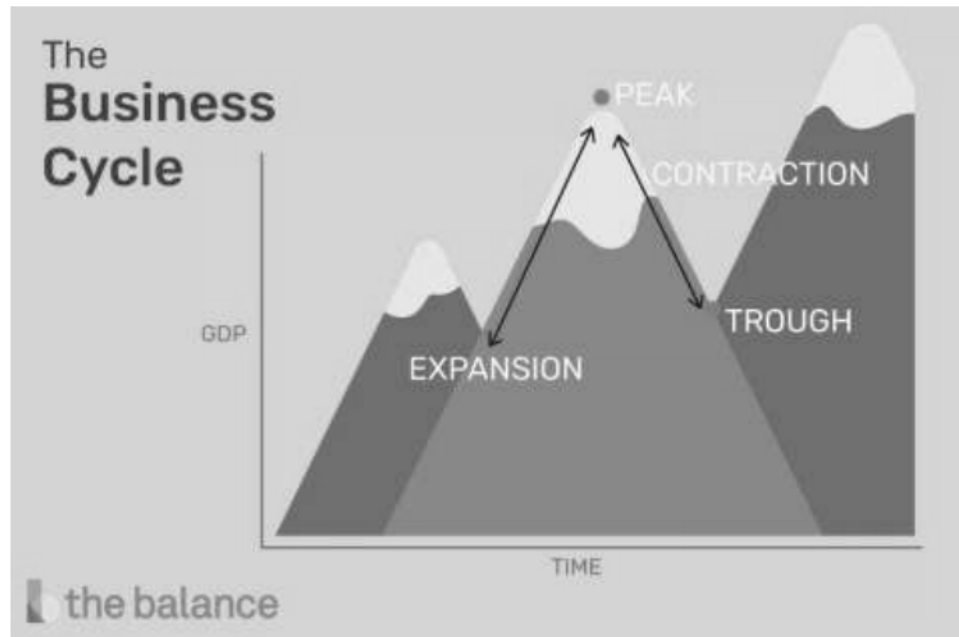 The
Business
Cycle
PEAK
CONTRACTION
GDP
TROUGH
EXPANSION
TIME
the balance